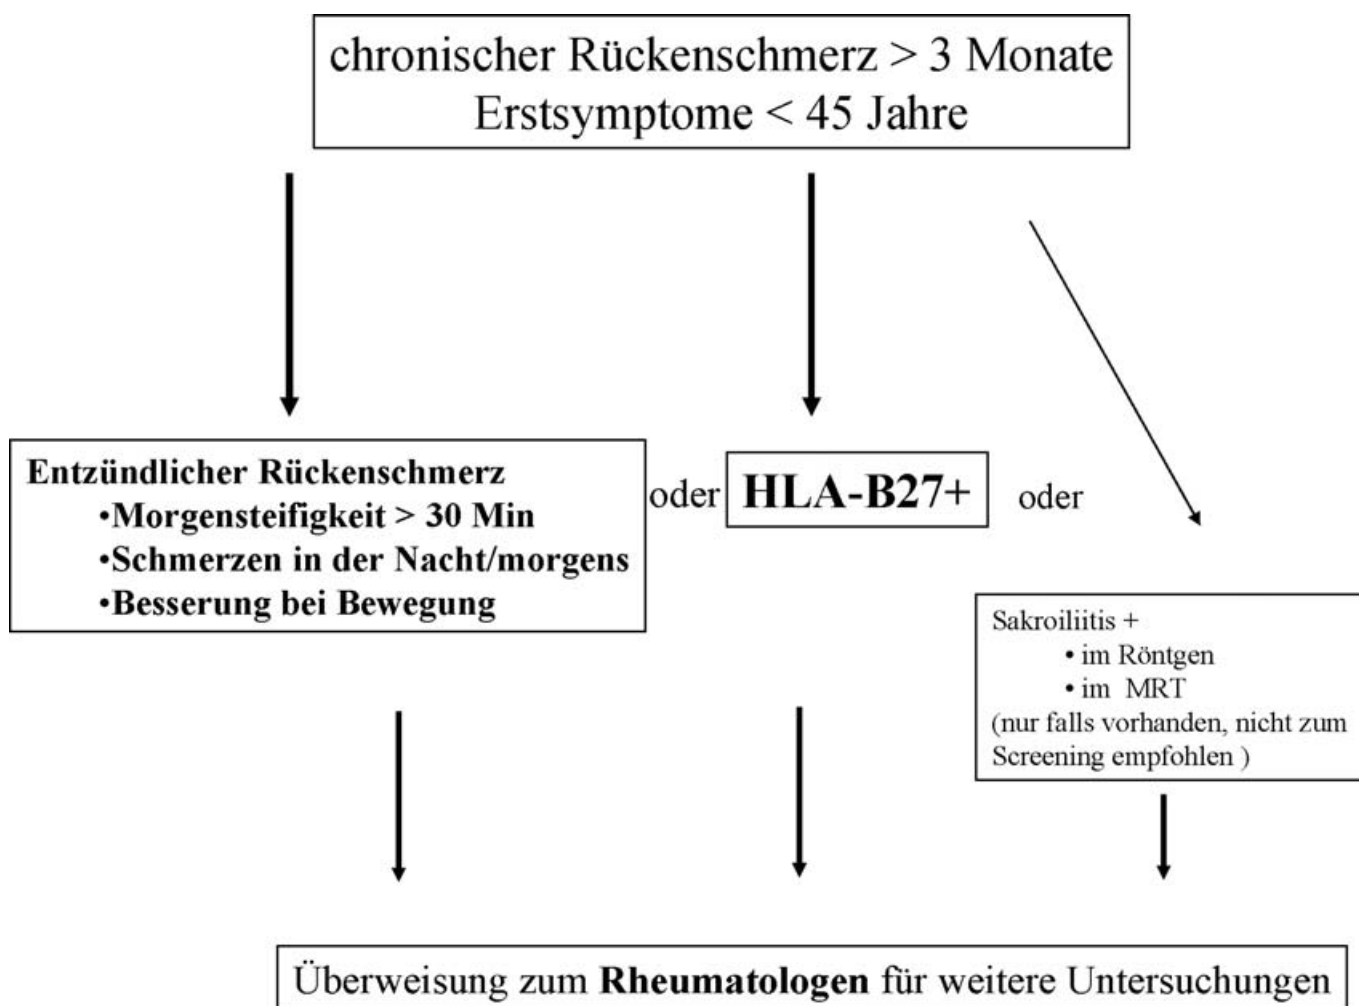 chronischer Rückenschmerz > 3 Monate
Erstsymptome < 45 Jahre
Entzündlicher Rückenschmerz
•Morgensteifigkeit > 30 Min
•Schmerzen in der Nacht/morgens
•Besserung bei Bewegung
oder
HLA-B27+
oder
Sakroiliitis +
• im Röntgen
• im MRT
(nur falls vorhanden, nicht zum
Screening empfohlen )
Überweisung zum Rheumatologen für weitere Untersuchungen